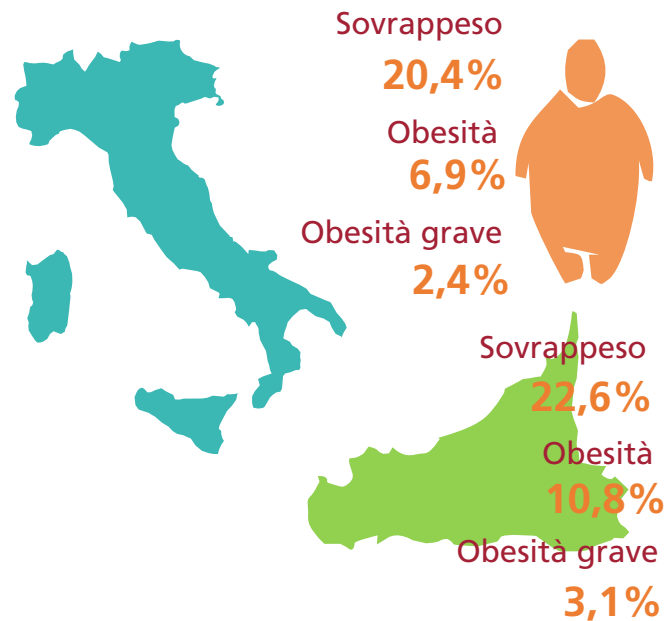 Sovrappeso
20,4%
Obesità
6,9%
Obesità grave
2,4%
Sovrappeso
22,6%
Obesità
10,8%
Obesità grave
3,1%